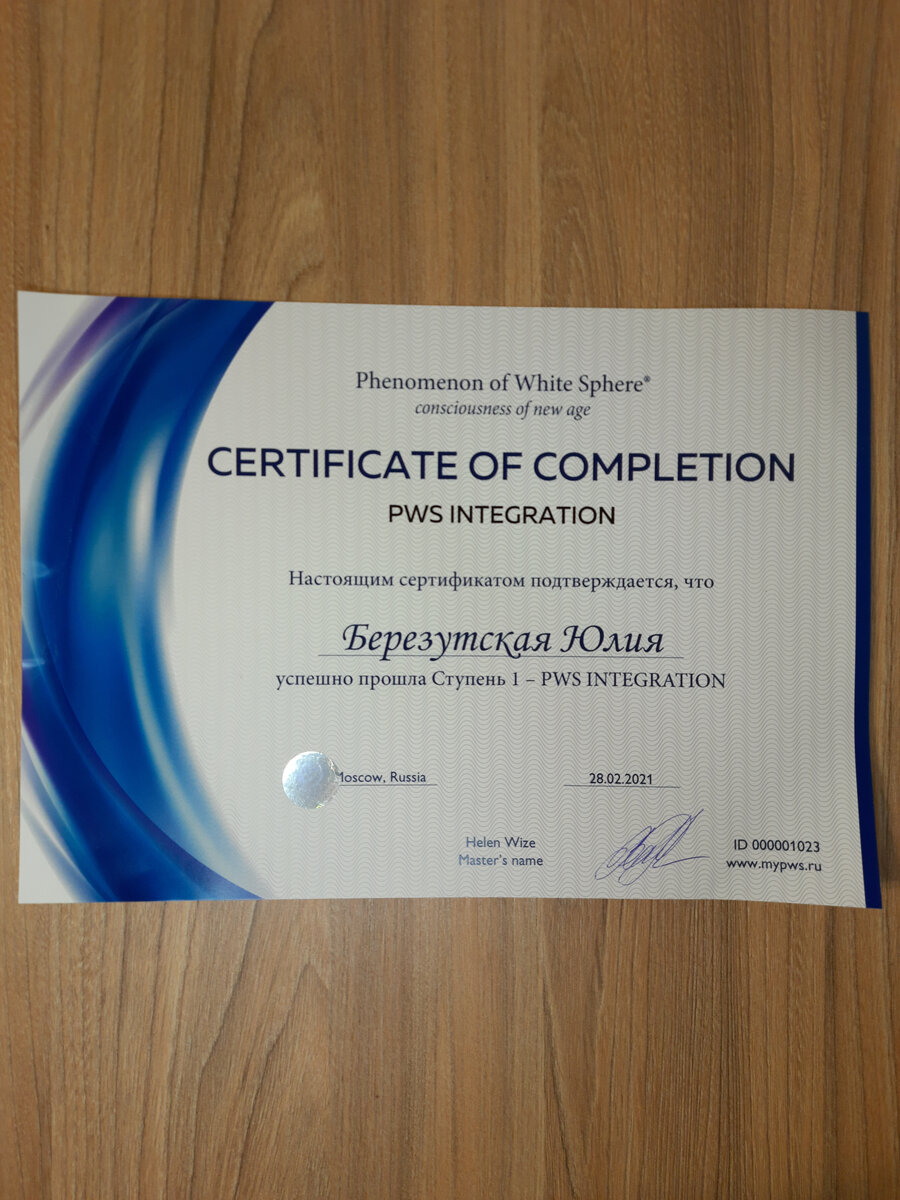 Phenomenon of White Sphere®
consciousness of new age
CERTIFICATE OF COMPLETION
PWS INTEGRATION
Настоящим сертификатом подтверждается, что
Березутская Юлия
успешно прошла Ступень 1 – PWS INTEGRATION
Moscow, Russia
28.02.2021
Helen Wize
Master's name
ID 000001023
www.mypws.ru